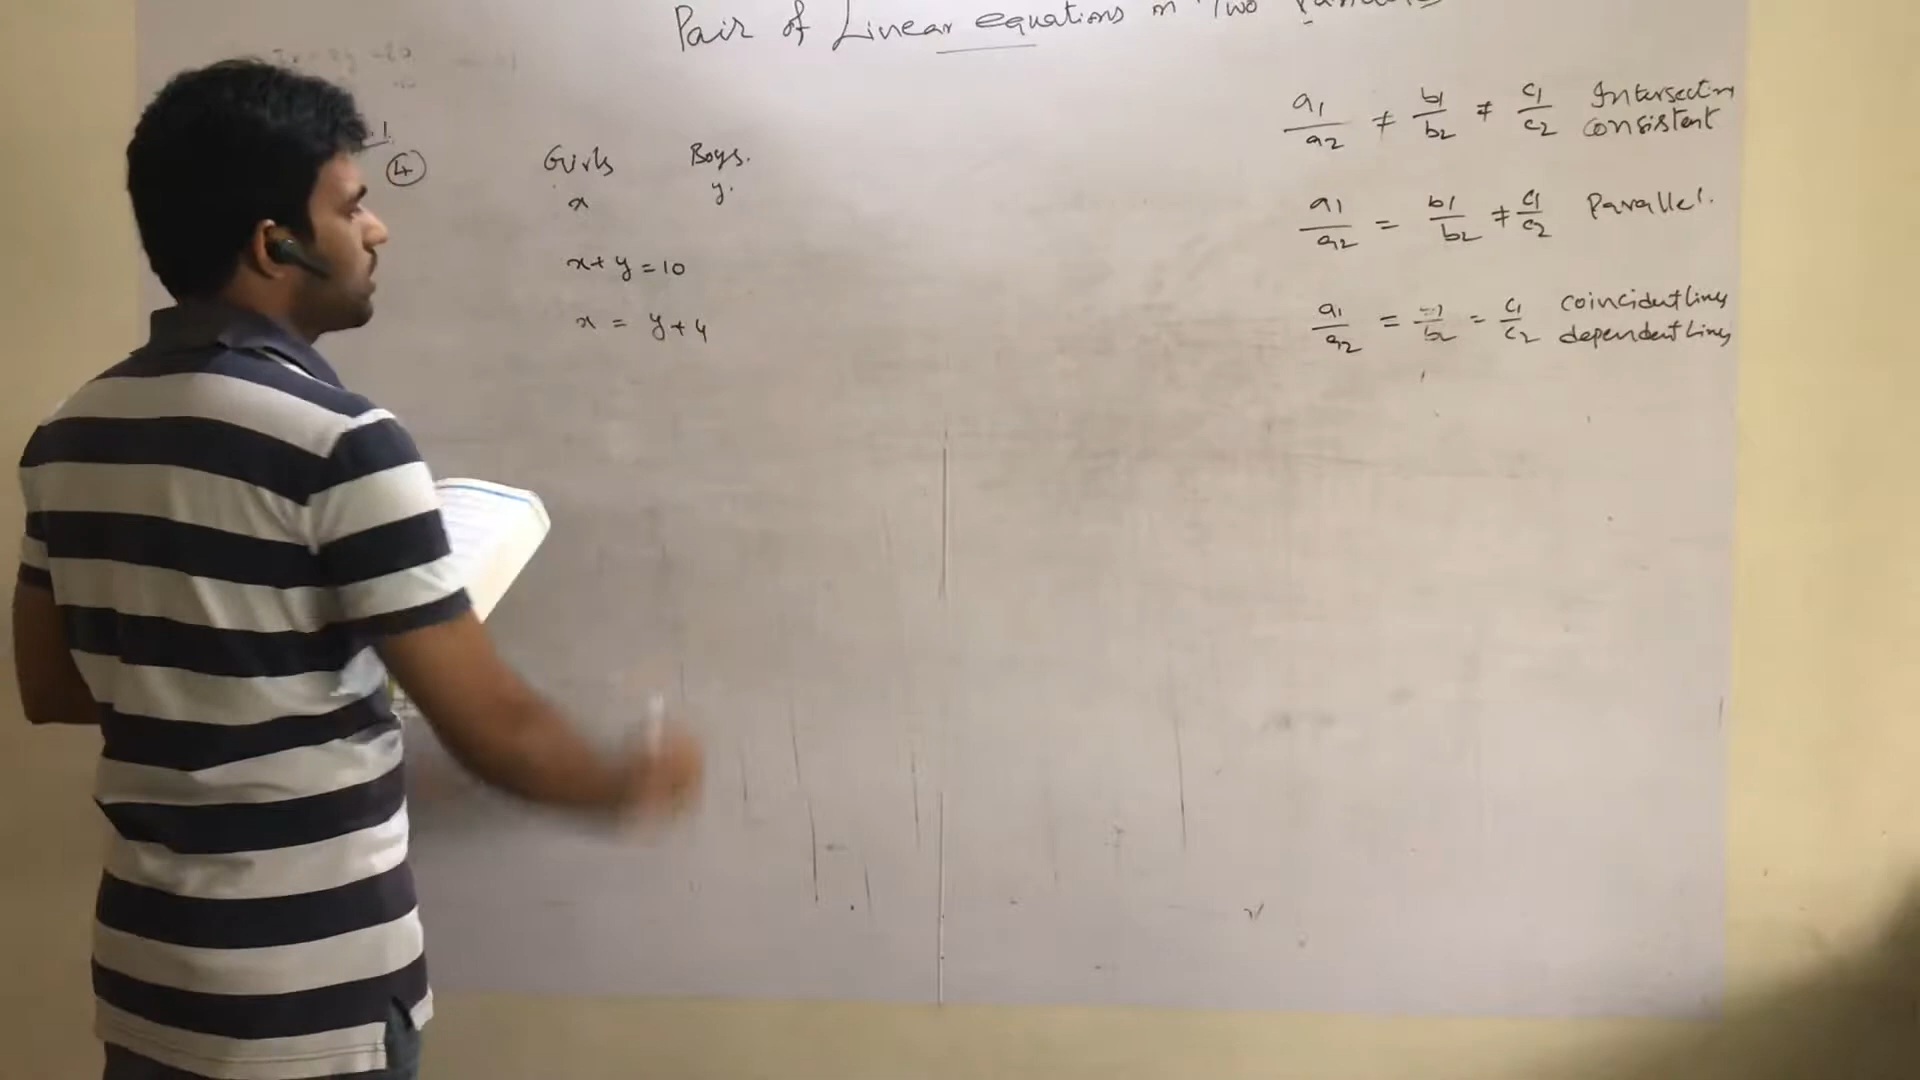 Pair of Linear equations in Two
4
Girls Boys.
x y.
x + y = 10
x = y + 4
a1/a2 ≠ b1/b2 ≠ c1/c2 Intersecting
consistent
a1/a2 = b1/b2 ≠ c1/c2 Parallel.
a1/a2 = b1/b2 = c1/c2 coincident lines
dependent lines